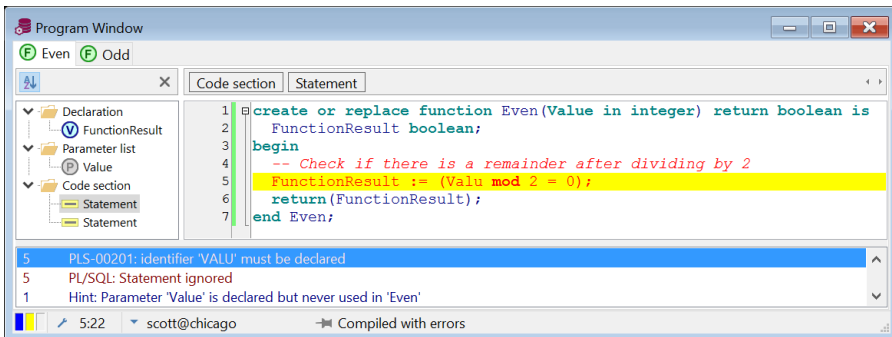 Program Window
F Even F Odd
Code section Statement
Declaration
V FunctionResult
Parameter list
P Value
Code section
Statement
Statement
1 create or replace function Even(Value in integer) return boolean is
2 FunctionResult boolean;
3 begin
4 -- Check if there is a remainder after dividing by 2
5 FunctionResult := (Valu mod 2 = 0);
6 return(FunctionResult);
7 end Even;
5 PLS-00201: identifier 'VALU' must be declared
5 PL/SQL: Statement ignored
1 Hint: Parameter 'Value' is declared but never used in 'Even'
5:22 scott@chicago Compiled with errors